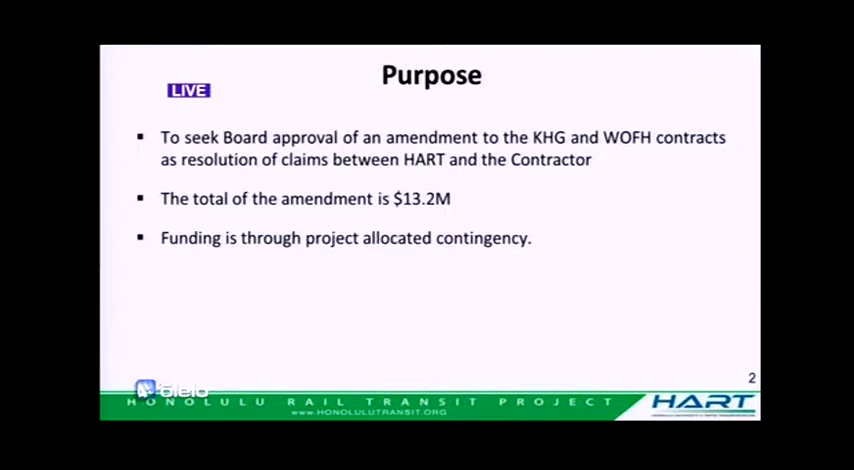 Purpose
LIVE
▪ To seek Board approval of an amendment to the KHG and WOFH contracts
as resolution of claims between HART and the Contractor
▪ The total of the amendment is $13.2M
▪ Funding is through project allocated contingency.
2
ʻōlelo
HONOLULU RAIL TRANSIT PROJECT
www.HONOLULUTRANSIT.ORG
HART